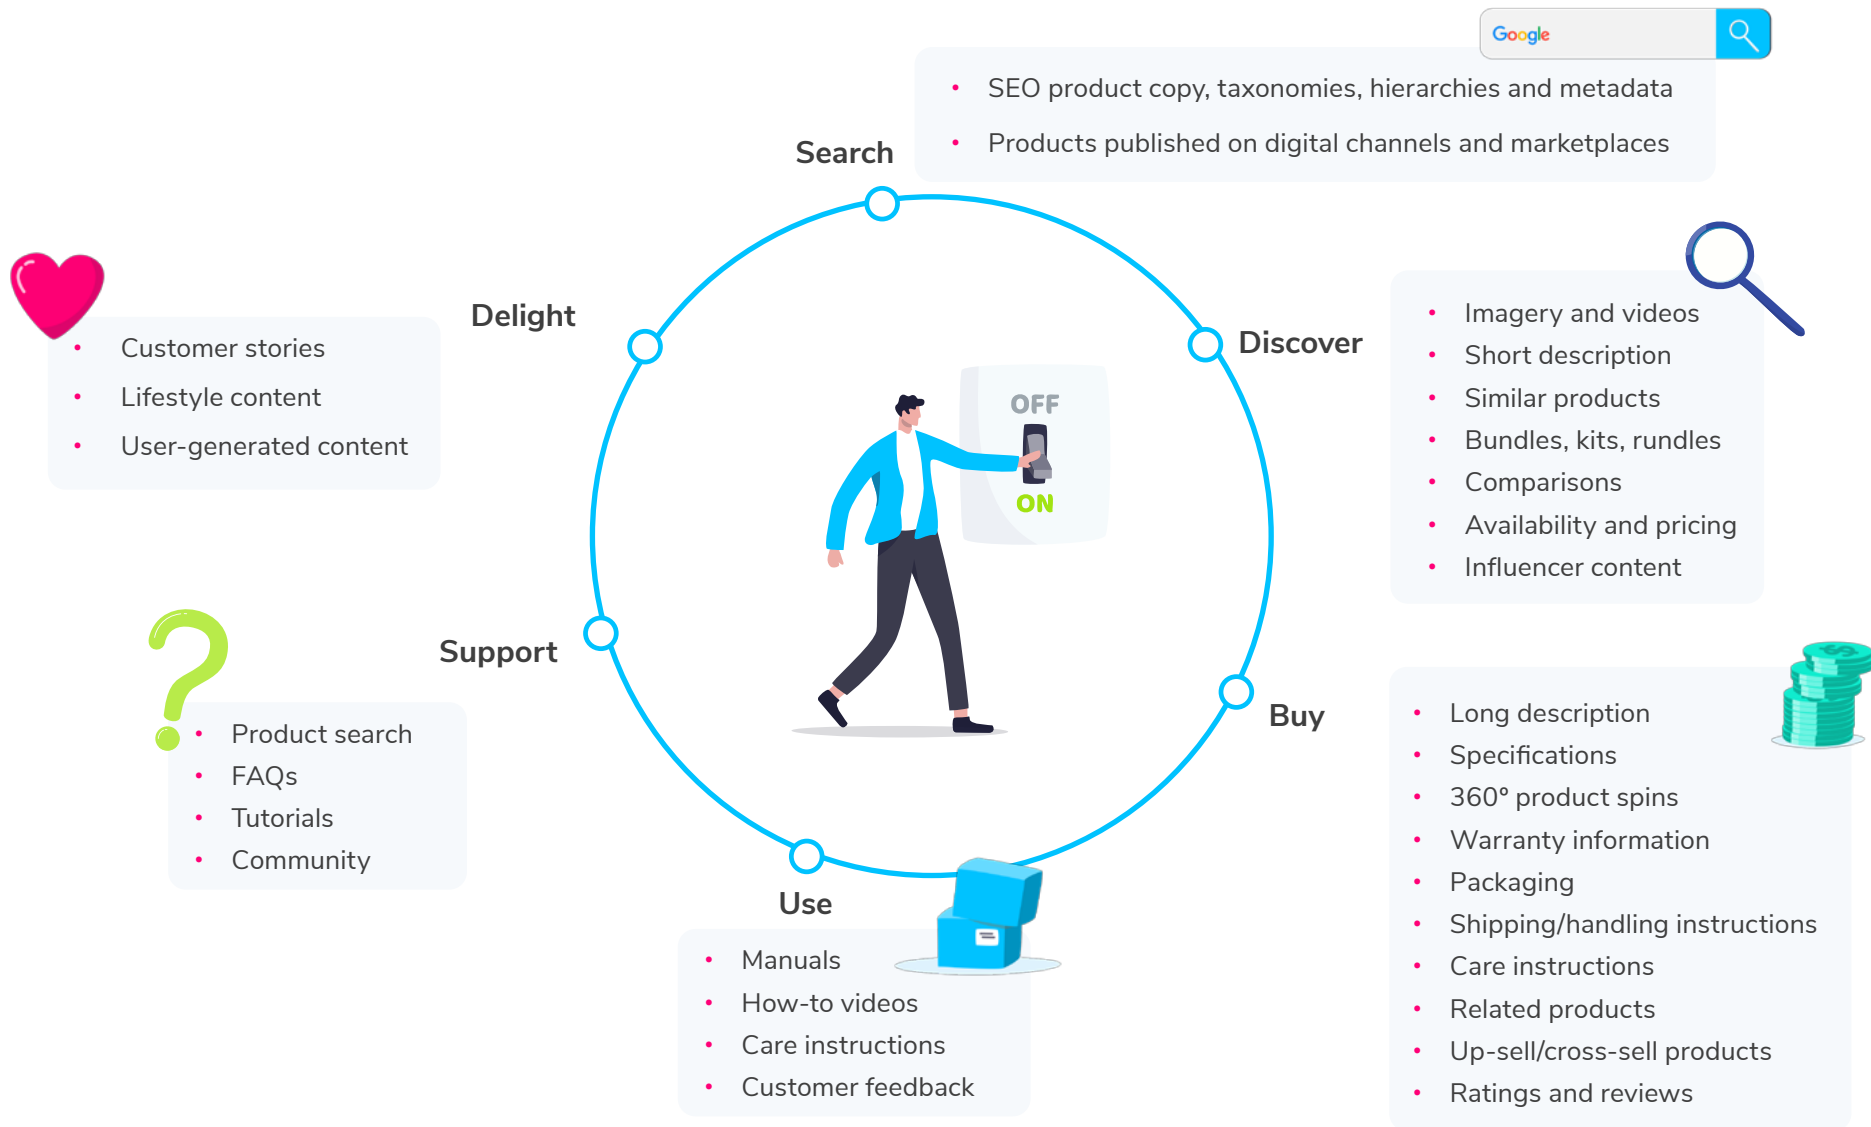 Google
• SEO product copy, taxonomies, hierarchies and metadata
• Products published on digital channels and marketplaces
Search
Discover
• Imagery and videos
• Short description
• Similar products
• Bundles, kits, rundles
• Comparisons
• Availability and pricing
• Influencer content
Buy
• Long description
• Specifications
• 360º product spins
• Warranty information
• Packaging
• Shipping/handling instructions
• Care instructions
• Related products
• Up-sell/cross-sell products
• Ratings and reviews
Use
• Manuals
• How-to videos
• Care instructions
• Customer feedback
Support
• Product search
• FAQs
• Tutorials
• Community
Delight
• Customer stories
• Lifestyle content
• User-generated content
OFF
ON
$